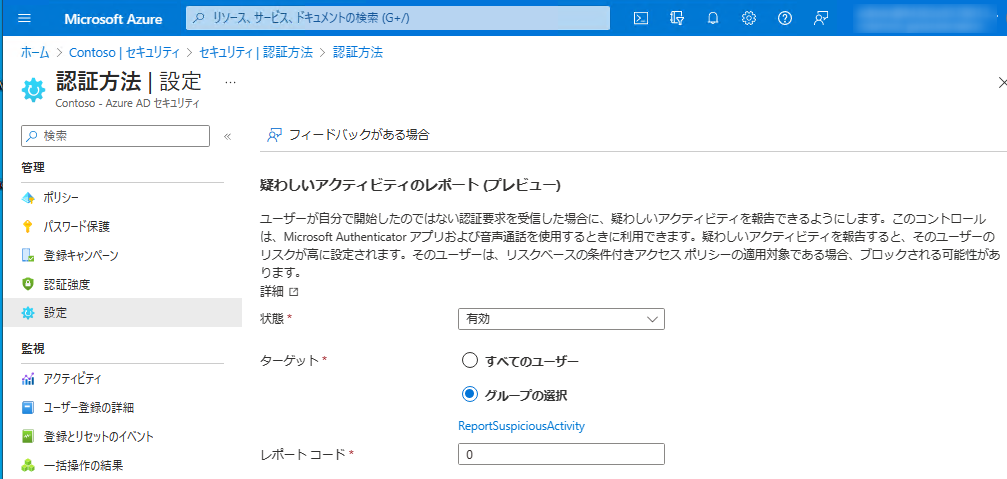 Microsoft Azure
リソース、サービス、ドキュメントの検索 (G+/)
ホーム > Contoso | セキュリティ > セキュリティ | 認証方法 > 認証方法
認証方法 | 設定 …
Contoso - Azure AD セキュリティ
検索 «
管理
ポリシー
パスワード保護
登録キャンペーン
認証強度
設定
監視
アクティビティ
ユーザー登録の詳細
登録とリセットのイベント
一括操作の結果
フィードバックがある場合
疑わしいアクティビティのレポート (プレビュー)
ユーザーが自分で開始したのではない認証要求を受信した場合に、疑わしいアクティビティを報告できるようにします。このコントロール
は、Microsoft Authenticator アプリおよび音声通話を使用するときに利用できます。疑わしいアクティビティを報告すると、そのユーザーの
リスクが高に設定されます。そのユーザーは、リスクベースの条件付きアクセス ポリシーの適用対象である場合、ブロックされる可能性があ
ります。
詳細
状態 * 有効
ターゲット * すべてのユーザー
グループの選択
ReportSuspiciousActivity
レポート コード * 0